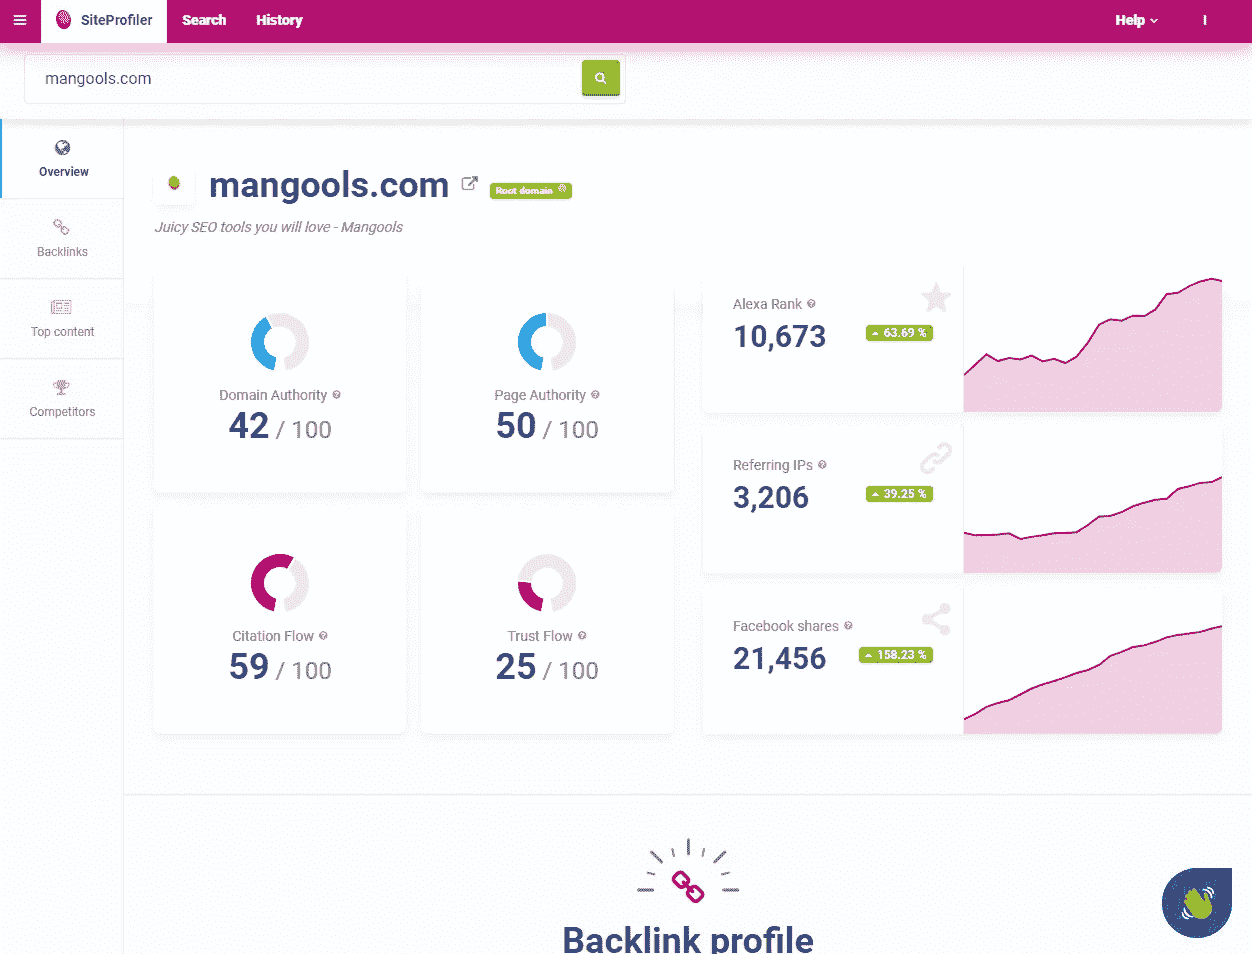 SiteProfiler
Search
History
Help
mangools.com
Overview
Backlinks
Top content
Competitors
mangools.com
Root domain
Juicy SEO tools you will love - Mangools
Domain Authority
42 / 100
Page Authority
50 / 100
Citation Flow
59 / 100
Trust Flow
25 / 100
Alexa Rank
10,673
63.69 %
Referring IPs
3,206
39.25 %
Facebook shares
21,456
158.23 %
Backlink profile